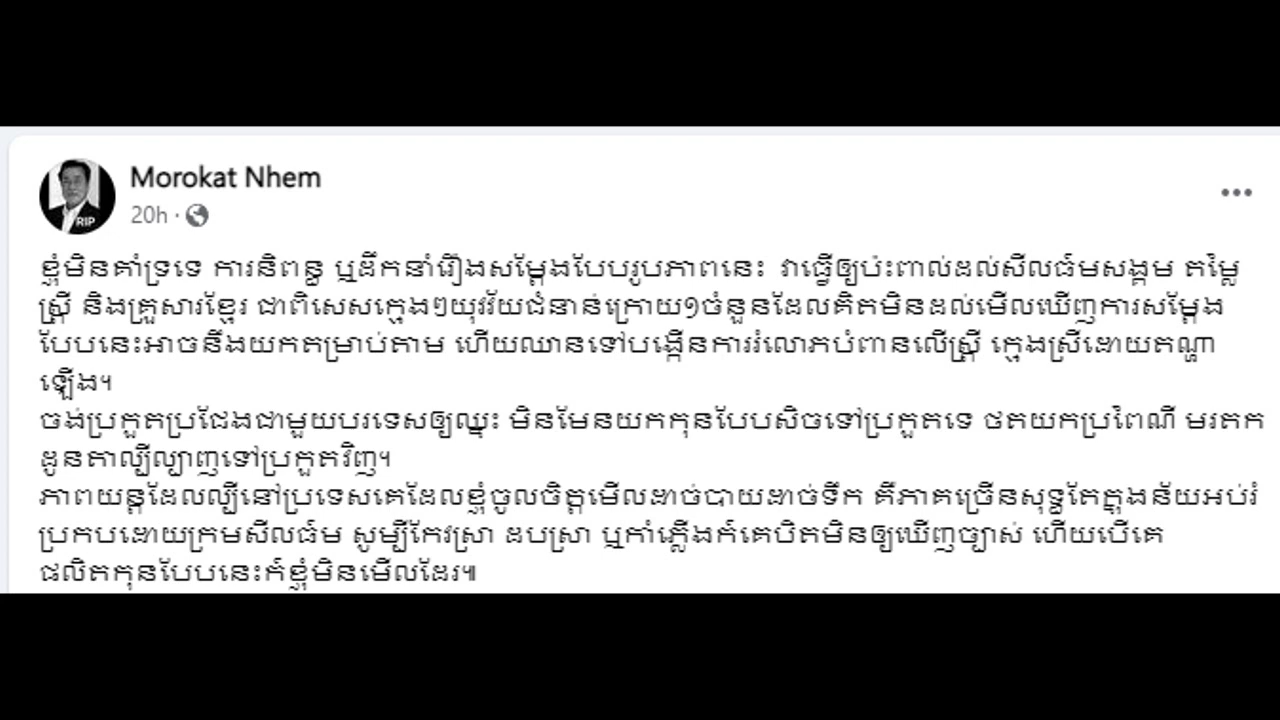 Morokat Nhem
20h ·
RIP
ខ្ញុំមិនគាំទ្រទេ ការនិពន្ធ ឬដឹកនាំរឿងសម្តែងបែបរូបភាពនេះ វាធ្វើឲ្យប៉ះពាល់ដល់សីលធ៌មសង្គម តម្លៃ
ស្ត្រី និងគ្រួសារខ្មែរ ជាពិសេសក្មេងៗយុវវ័យជំនាន់ក្រោយ១ចំនួនដែលគិតមិនដល់មើលឃើញការសម្តែង
បែបនេះអាចនឹងយកតម្រាប់តាម ហើយឈានទៅបង្កើនការរំលោភបំពានលើស្ត្រី ក្មេងស្រីដោយតណ្ហា
ឡើង។
ចង់ប្រកួតប្រជែងជាមួយបរទេសឲ្យឈ្នះ មិនមែនយកកុនបែបសិចទៅប្រកួតទេ ថតយកប្រពៃណី មរតក
ដូនតាល្បីល្បាញទៅប្រកួតវិញ។
ភាពយន្តដែលល្បីនៅប្រទេសគេដែលខ្ញុំចូលចិត្តមើលដាច់បាយដាច់ទឹក គឺភាគច្រើនសុទ្ធតែក្នុងន័យអប់រំ
ប្រកបដោយក្រមសីលធ៌ម សូម្បីកែវស្រា ដបស្រា ឬកាំភ្លើងក៍គេបិតមិនឲ្យឃើញច្បាស់ ហើយបើគេ
ផលិតកុនបែបនេះក៍ខ្ញុំមិនមើលដែរ៕